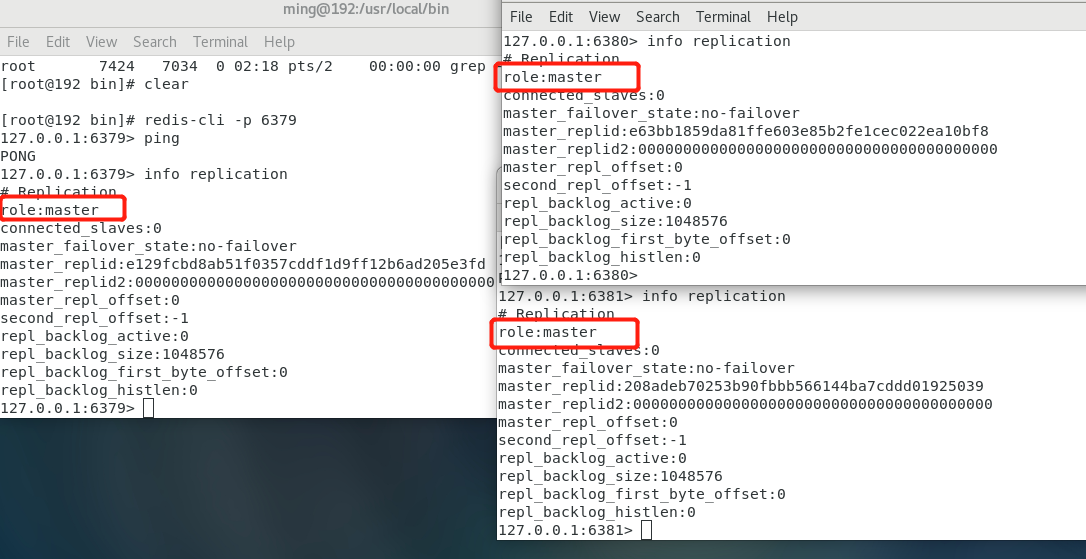 ming@192:/usr/local/bin
File Edit View Search Terminal Help
root 7424 7034 0 02:18 pts/2 00:00:00 grep
[root@192 bin]# clear
[root@192 bin]# redis-cli -p 6379
127.0.0.1:6379> ping
PONG
127.0.0.1:6379> info replication
# Replication
role:master
connected_slaves:0
master_failover_state:no-failover
master_replid:e129fcbd8ab51f0357cddf1d9ff12b6ad205e3fd
master_replid2:0000000000000000000000000000000000000000
master_repl_offset:0
second_repl_offset:-1
repl_backlog_active:0
repl_backlog_size:1048576
repl_backlog_first_byte_offset:0
repl_backlog_histlen:0
127.0.0.1:6379>
File Edit View Search Terminal Help
127.0.0.1:6380> info replication
# Replication
role:master
connected_slaves:0
master_failover_state:no-failover
master_replid:e63bb1859da81ffe603e85b2fe1cec022ea10bf8
master_replid2:0000000000000000000000000000000000000000
master_repl_offset:0
second_repl_offset:-1
repl_backlog_active:0
repl_backlog_size:1048576
repl_backlog_first_byte_offset:0
repl_backlog_histlen:0
127.0.0.1:6380>
127.0.0.1:6381> info replication
# Replication
role:master
connected_slaves:0
master_failover_state:no-failover
master_replid:208adeb70253b90fbbb566144ba7cddd01925039
master_replid2:0000000000000000000000000000000000000000
master_repl_offset:0
second_repl_offset:-1
repl_backlog_active:0
repl_backlog_size:1048576
repl_backlog_first_byte_offset:0
repl_backlog_histlen:0
127.0.0.1:6381>